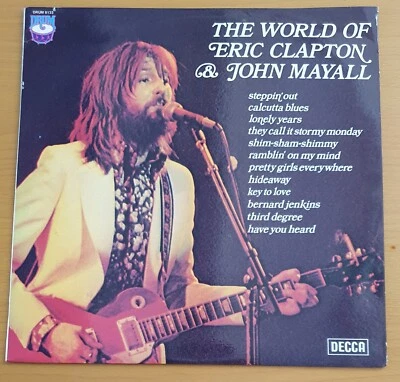 DRUM
THE WORLD OF
ERIC CLAPTON
& JOHN MAYALL
steppin' out
calcutta blues
lonely years
they call it stormy monday
shim-sham-shimmy
ramblin' on my mind
pretty girls everywhere
hideaway
key to love
bernard jenkins
third degree
have you heard
DECCA